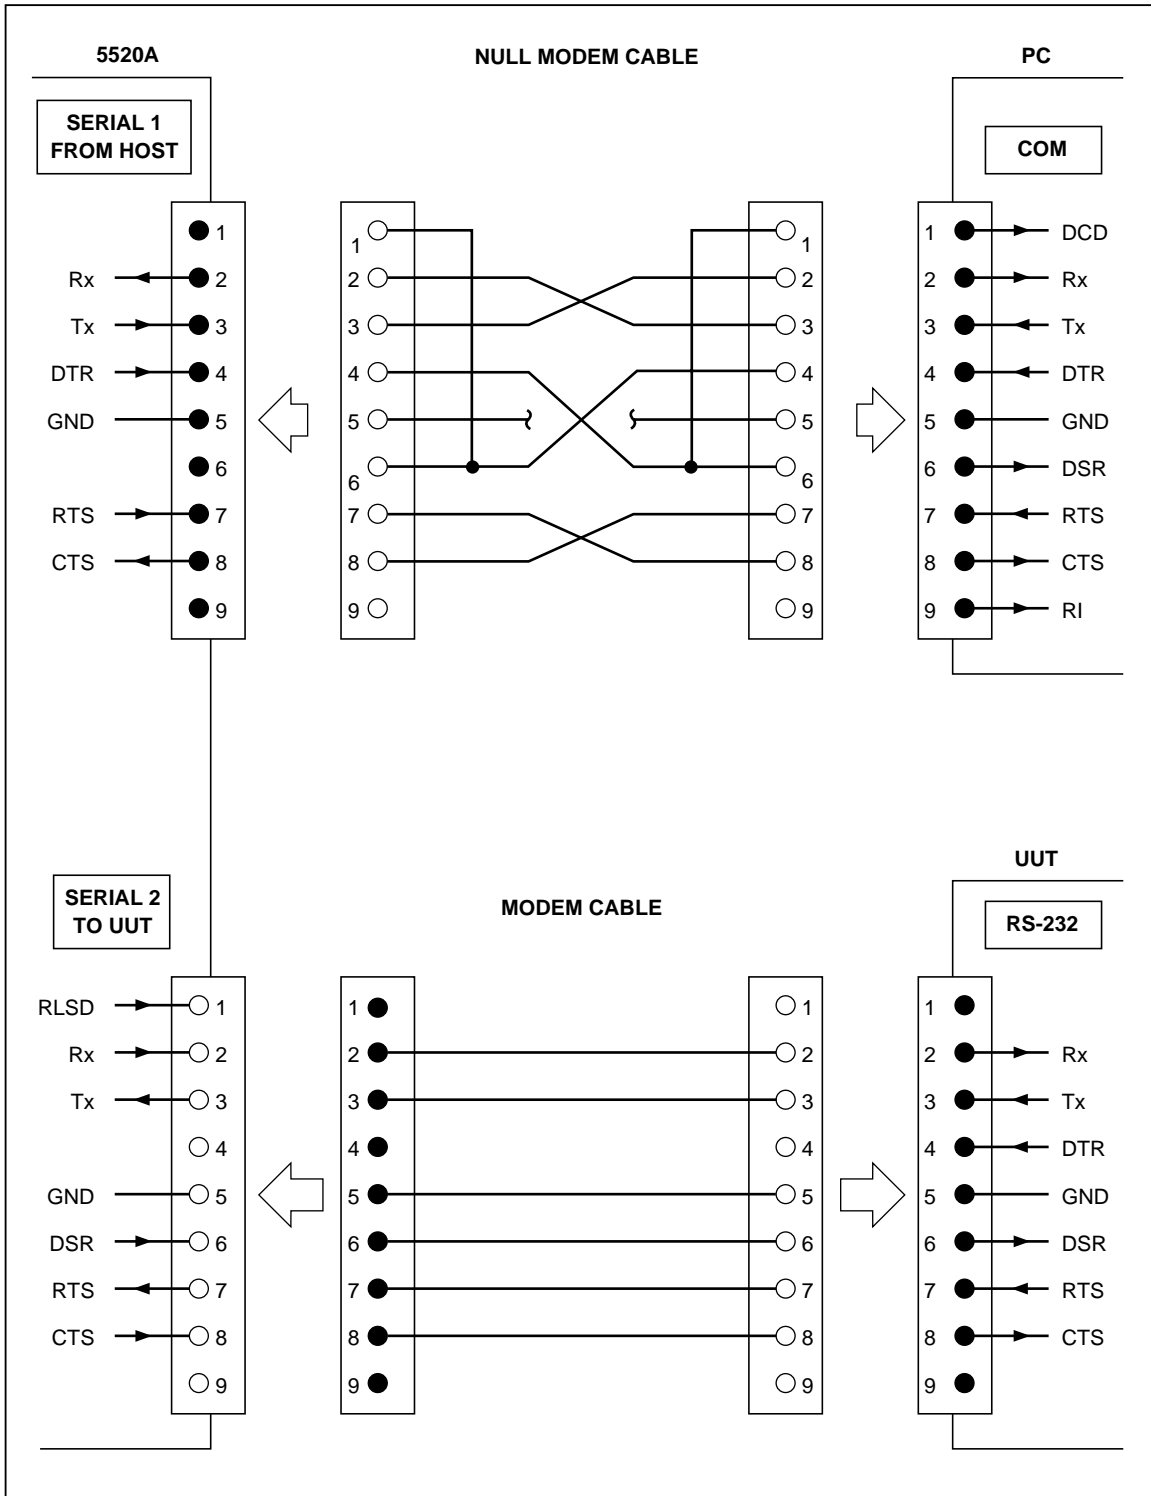 5520A NULL MODEM CABLE PC
SERIAL 1
FROM HOST
COM
1 1 1 1 DCD
Rx 2 2 2 2 Rx
Tx 3 3 3 3 Tx
DTR 4 4 4 4 DTR
GND 5 5 5 5 GND
6 6 6 6 DSR
RTS 7 7 7 7 RTS
CTS 8 8 8 8 CTS
9 9 9 9 RI
UUT
SERIAL 2
TO UUT
MODEM CABLE
RS-232
RLSD 1 1 1 1
Rx 2 2 2 2 Rx
Tx 3 3 3 3 Tx
4 4 4 4 DTR
GND 5 5 5 5 GND
DSR 6 6 6 6 DSR
RTS 7 7 7 7 RTS
CTS 8 8 8 8 CTS
9 9 9 9